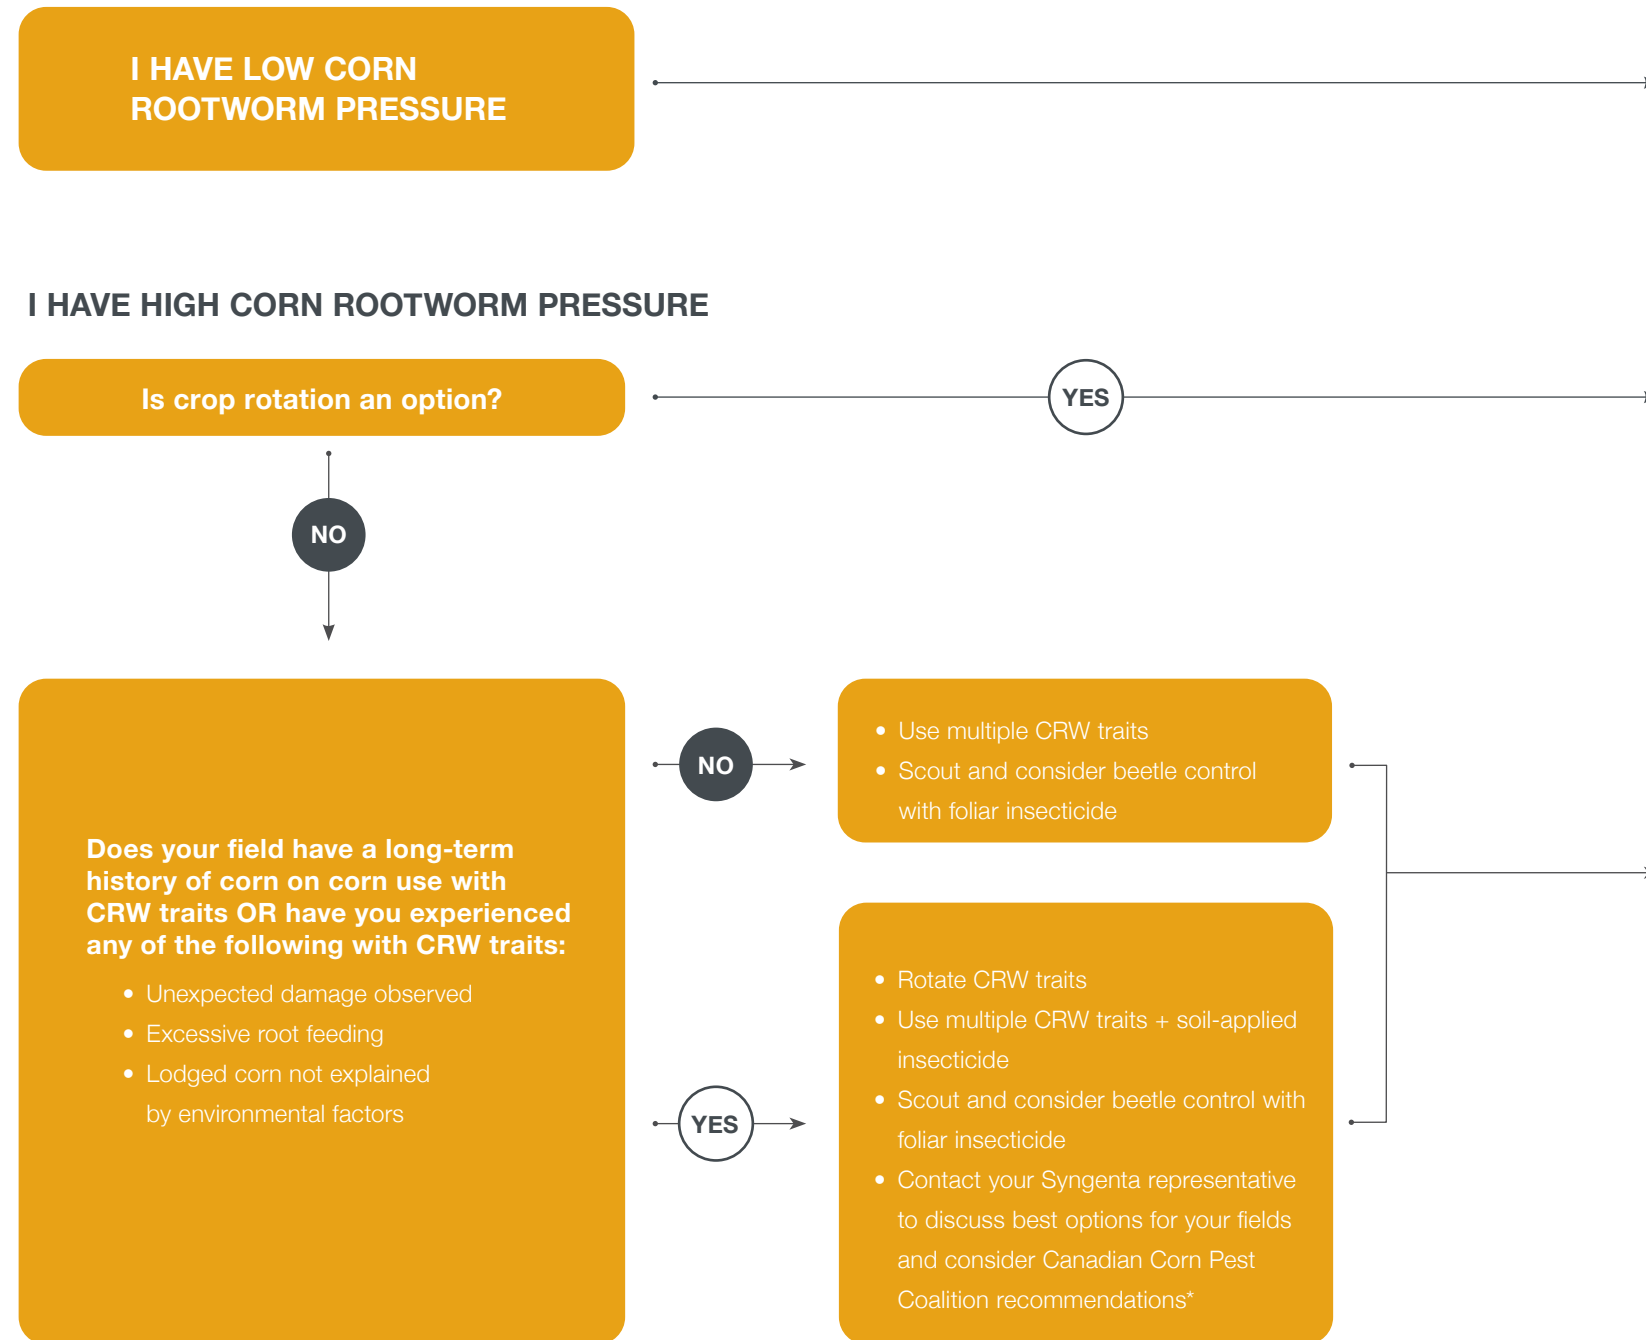 I HAVE LOW CORN
ROOTWORM PRESSURE
I HAVE HIGH CORN ROOTWORM PRESSURE
Is crop rotation an option?
YES
NO
Does your field have a long-term
history of corn on corn use with
CRW traits OR have you experienced
any of the following with CRW traits:
• Unexpected damage observed
• Excessive root feeding
• Lodged corn not explained
by environmental factors
NO
• Use multiple CRW traits
• Scout and consider beetle control
with foliar insecticide
YES
• Rotate CRW traits
• Use multiple CRW traits + soil-applied
insecticide
• Scout and consider beetle control with
foliar insecticide
• Contact your Syngenta representative
to discuss best options for your fields
and consider Canadian Corn Pest
Coalition recommendations*